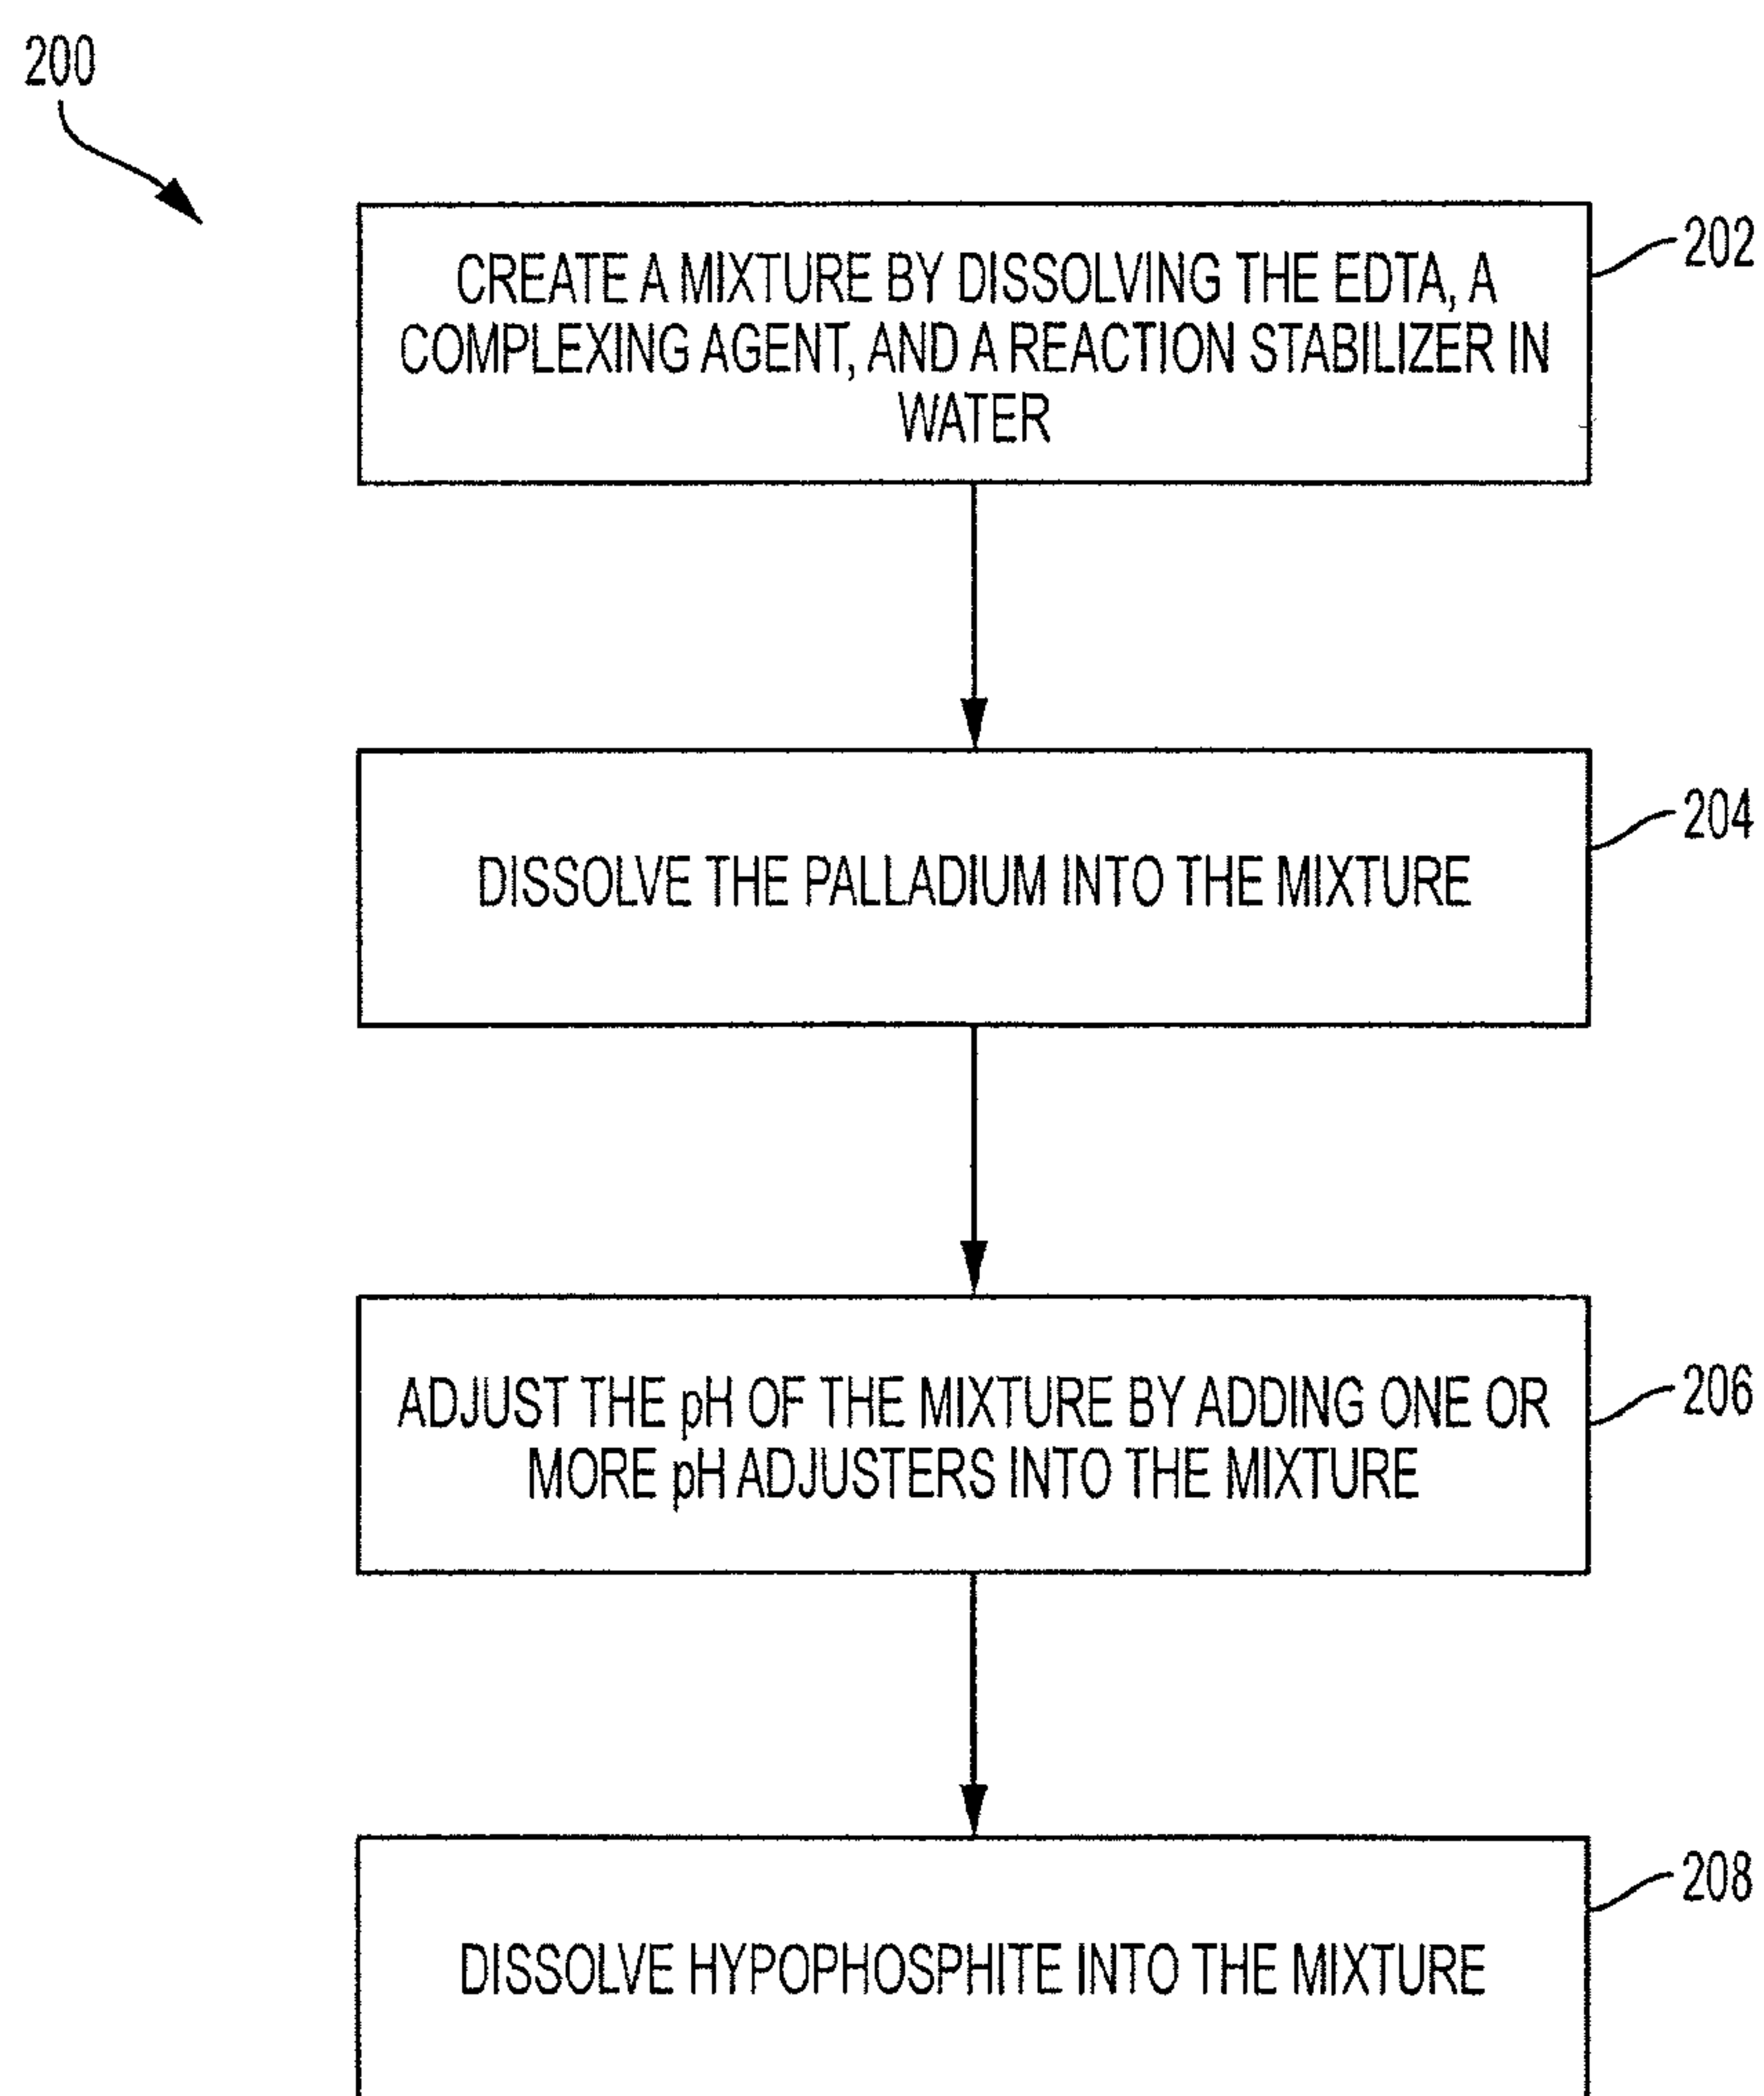 200
202
CREATE A MIXTURE BY DISSOLVING THE EDTA, A
COMPLEXING AGENT, AND A REACTION STABILIZER IN
WATER
204
DISSOLVE THE PALLADIUM INTO THE MIXTURE
206
ADJUST THE pH OF THE MIXTURE BY ADDING ONE OR
MORE pH ADJUSTERS INTO THE MIXTURE
208
DISSOLVE HYPOPHOSPHITE INTO THE MIXTURE